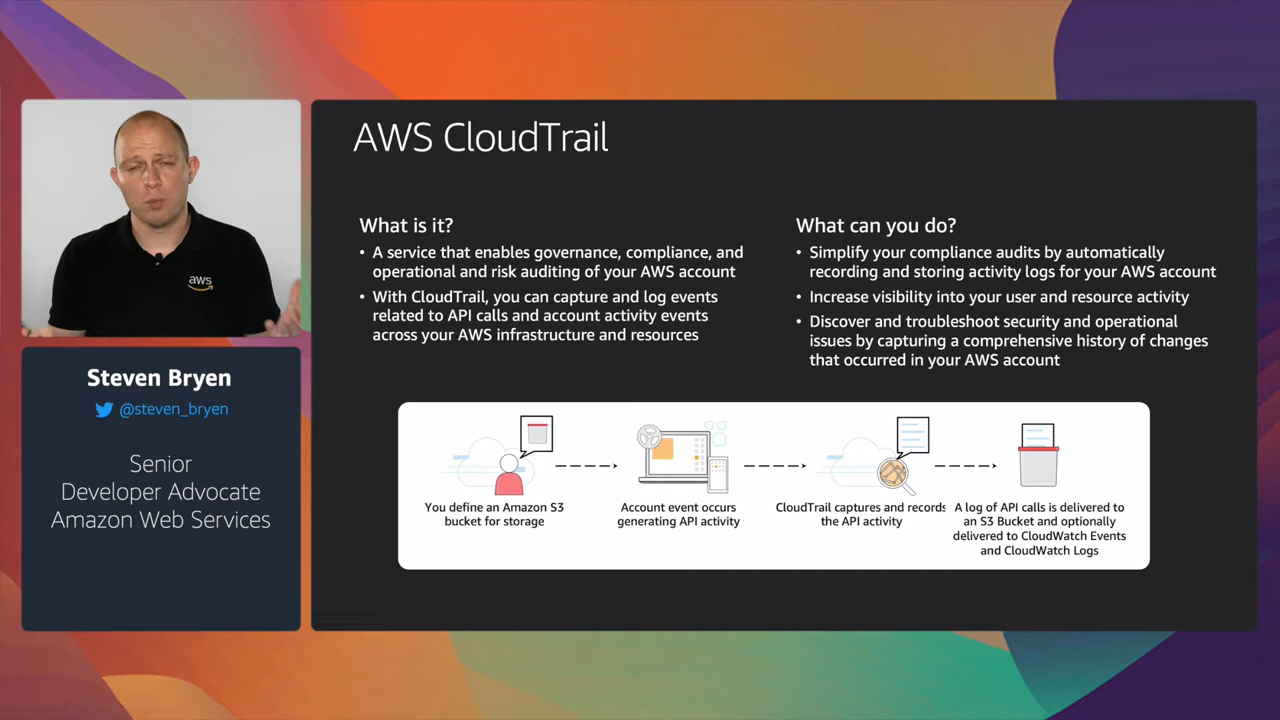 AWS CloudTrail
aws
Steven Bryen
@steven_bryen
Senior
Developer Advocate
Amazon Web Services
What is it?
• A service that enables governance, compliance, and
operational and risk auditing of your AWS account
• With CloudTrail, you can capture and log events
related to API calls and account activity events
across your AWS infrastructure and resources
What can you do?
• Simplify your compliance audits by automatically
recording and storing activity logs for your AWS account
• Increase visibility into your user and resource activity
• Discover and troubleshoot security and operational
issues by capturing a comprehensive history of changes
that occurred in your AWS account
You define an Amazon S3
bucket for storage
Account event occurs
generating API activity
CloudTrail captures and records
the API activity
A log of API calls is delivered to
an S3 Bucket and optionally
delivered to CloudWatch Events
and CloudWatch Logs